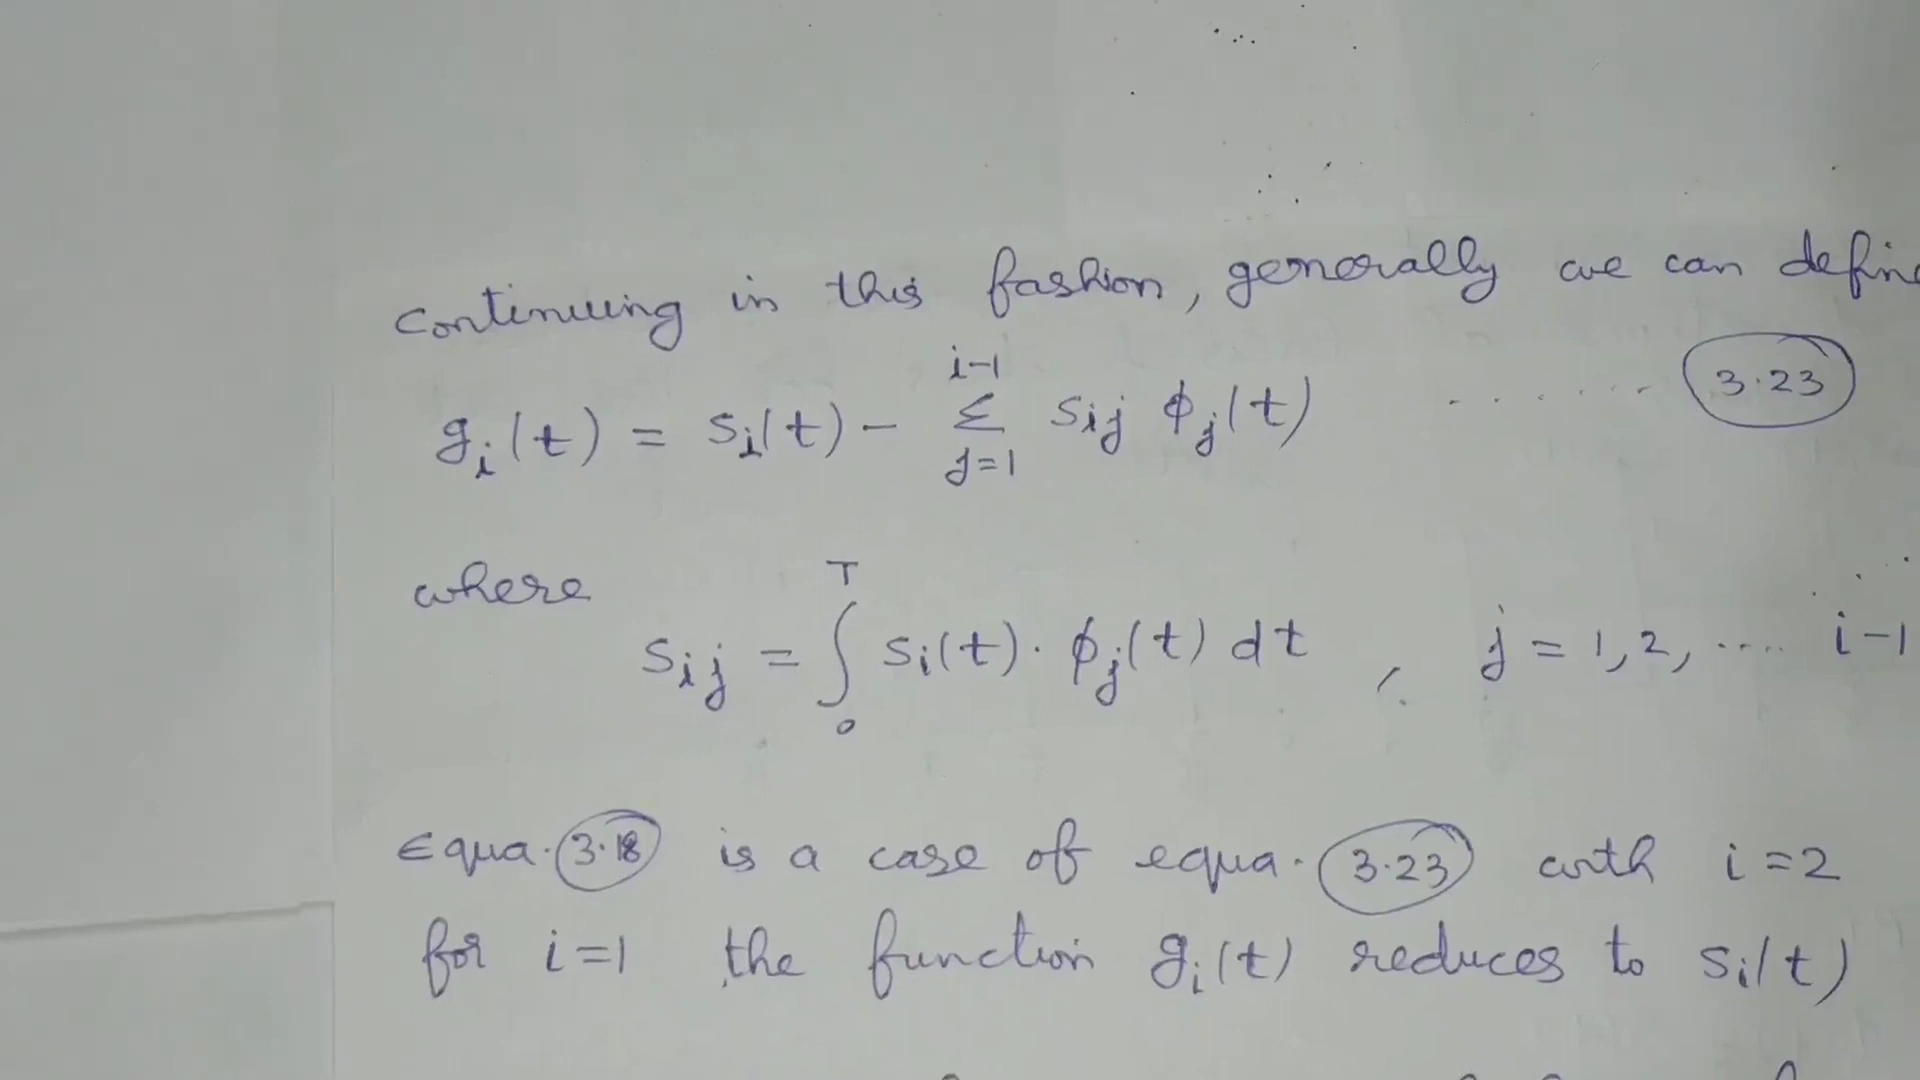 continuing in this fashion, generally we can define
g_i(t) = s_i(t) - Σ_{j=1}^{i-1} s_ij ϕ_j(t) ...... 3.23
where
s_ij = ∫_0^T s_i(t) · ϕ_j(t) dt , j = 1, 2, .... i-1
Equa. 3.18 is a case of equa. 3.23 with i = 2
for i = 1 the function g_i(t) reduces to s_i(t)